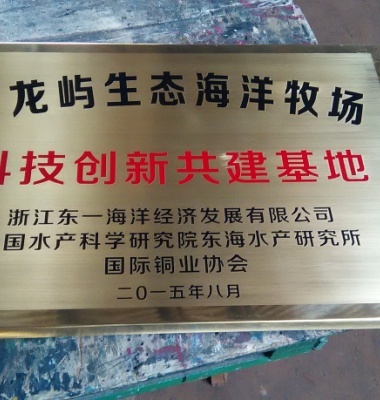 龙屿生态海洋牧场
科技创新共建基地
浙江东一海洋经济发展有限公司
国水产科学研究院东海水产研究所
国际铜业协会
二〇一五年八月